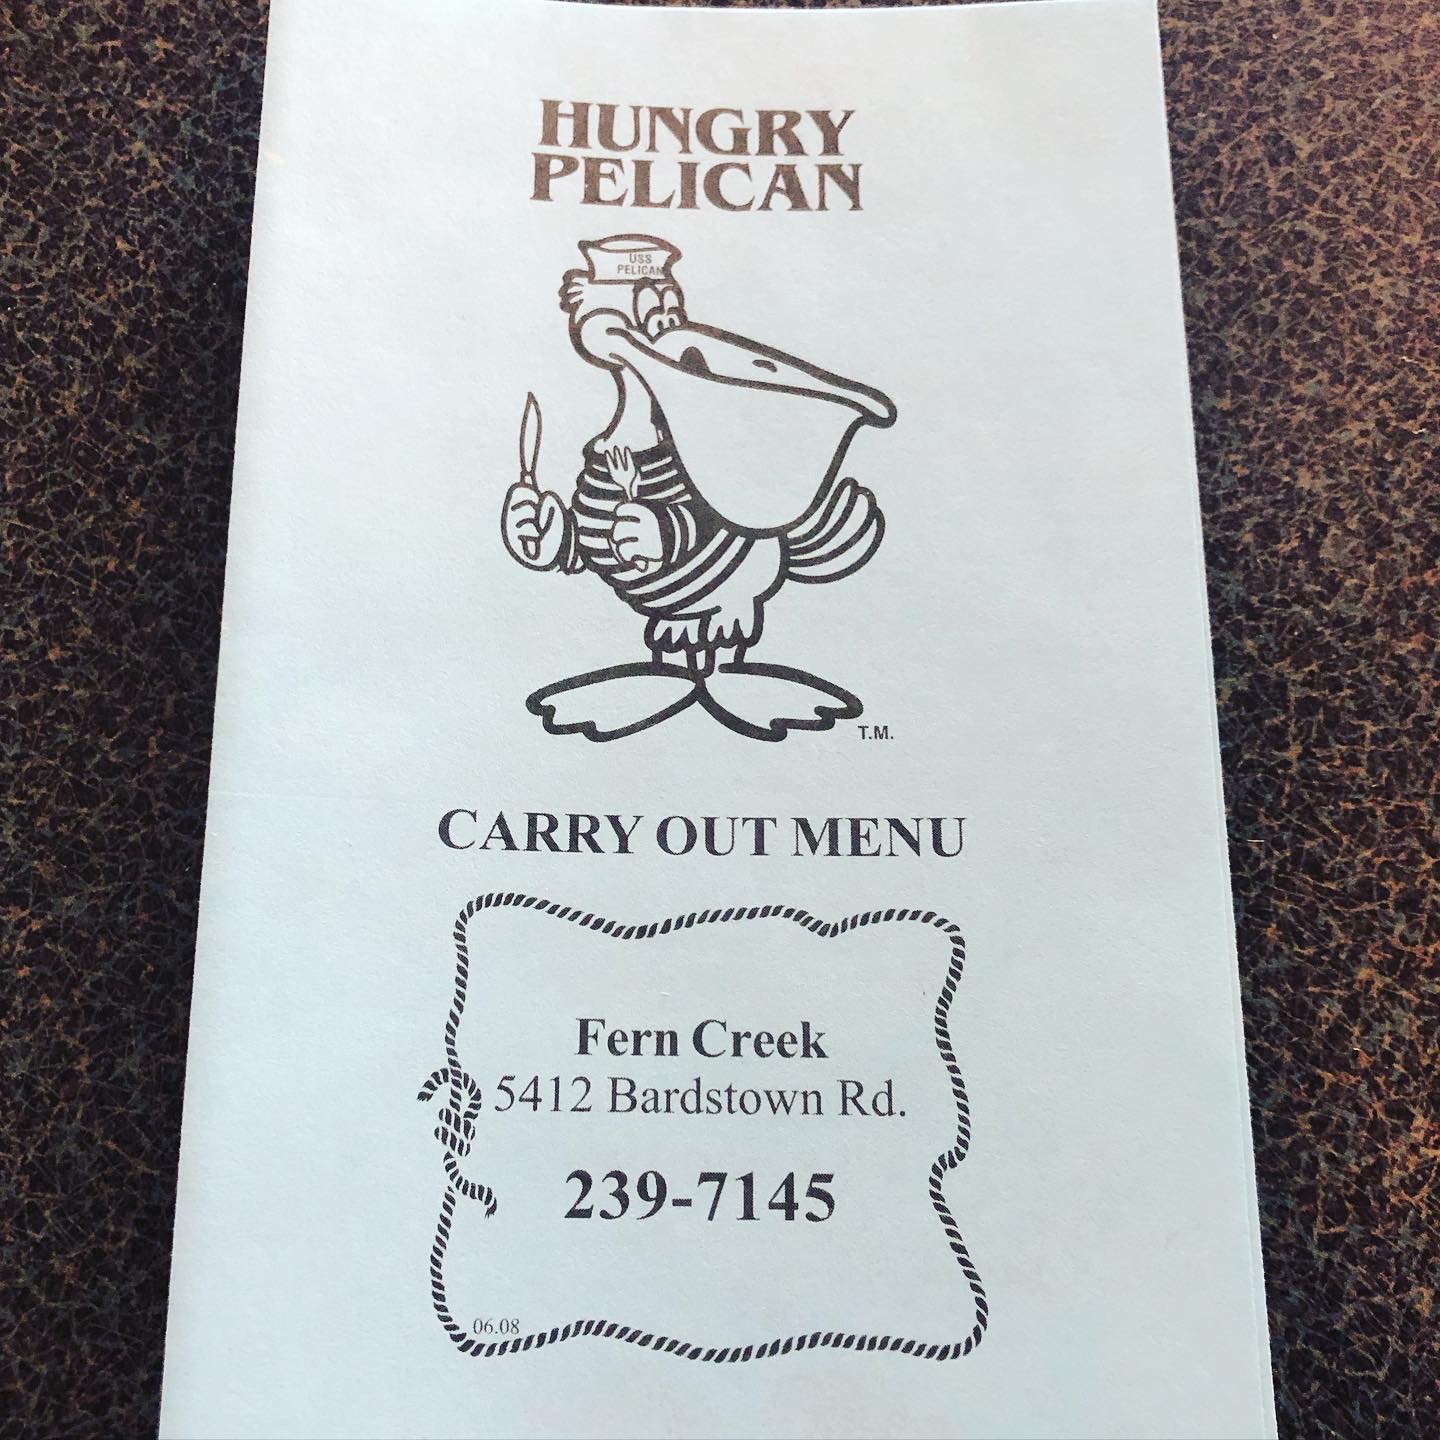 HUNGRY
PELICAN
USS
PELICAN
T.M.
CARRY OUT MENU
Fern Creek
5412 Bardstown Rd.
239-7145
06.08